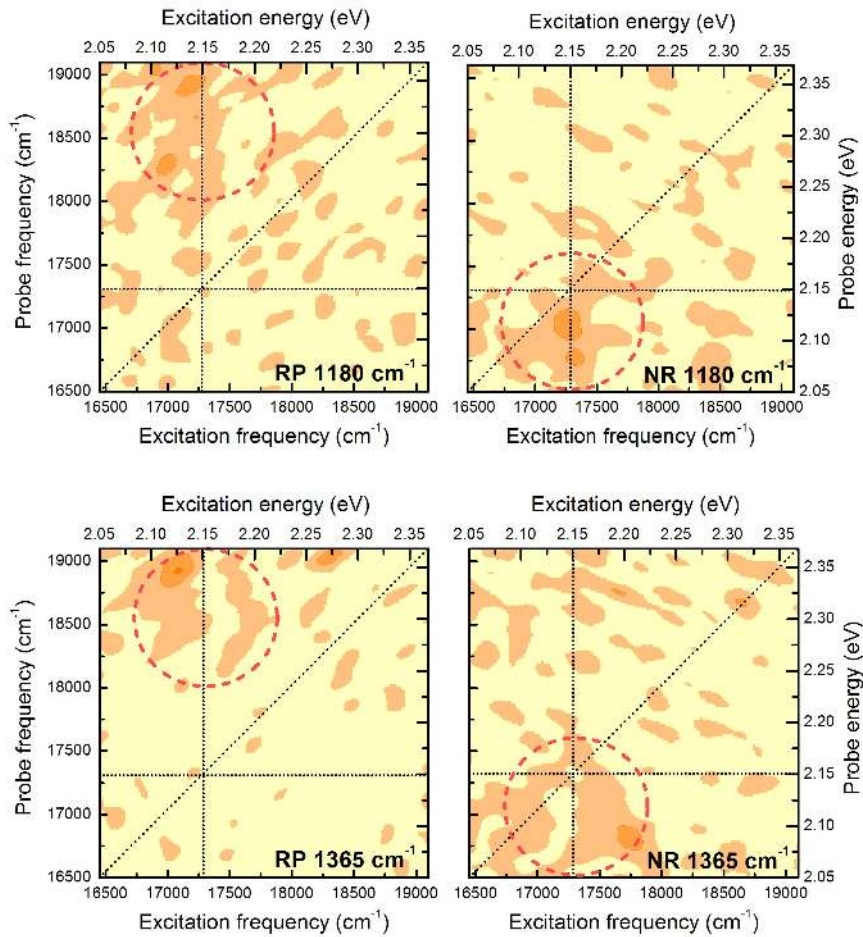 Excitation energy (eV) Excitation energy (eV)
2.05 2.10 2.15 2.20 2.25 2.30 2.35 2.05 2.10 2.15 2.20 2.25 2.30 2.35
19000
18500
18000
17500
17000
16500
Probe frequency (cm⁻¹)
2.35
2.30
2.25
2.20
2.15
2.10
2.05
Probe energy (eV)
RP 1180 cm⁻¹ NR 1180 cm⁻¹
16500 17000 17500 18000 18500 19000 16500 17000 17500 18000 18500 19000
Excitation frequency (cm⁻¹) Excitation frequency (cm⁻¹)
Excitation energy (eV) Excitation energy (eV)
2.05 2.10 2.15 2.20 2.25 2.30 2.35 2.05 2.10 2.15 2.20 2.25 2.30 2.35
19000
18500
18000
17500
17000
16500
Probe frequency (cm⁻¹)
2.35
2.30
2.25
2.20
2.15
2.10
2.05
Probe energy (eV)
RP 1365 cm⁻¹ NR 1365 cm⁻¹
16500 17000 17500 18000 18500 19000 16500 17000 17500 18000 18500 19000
Excitation frequency (cm⁻¹) Excitation frequency (cm⁻¹)